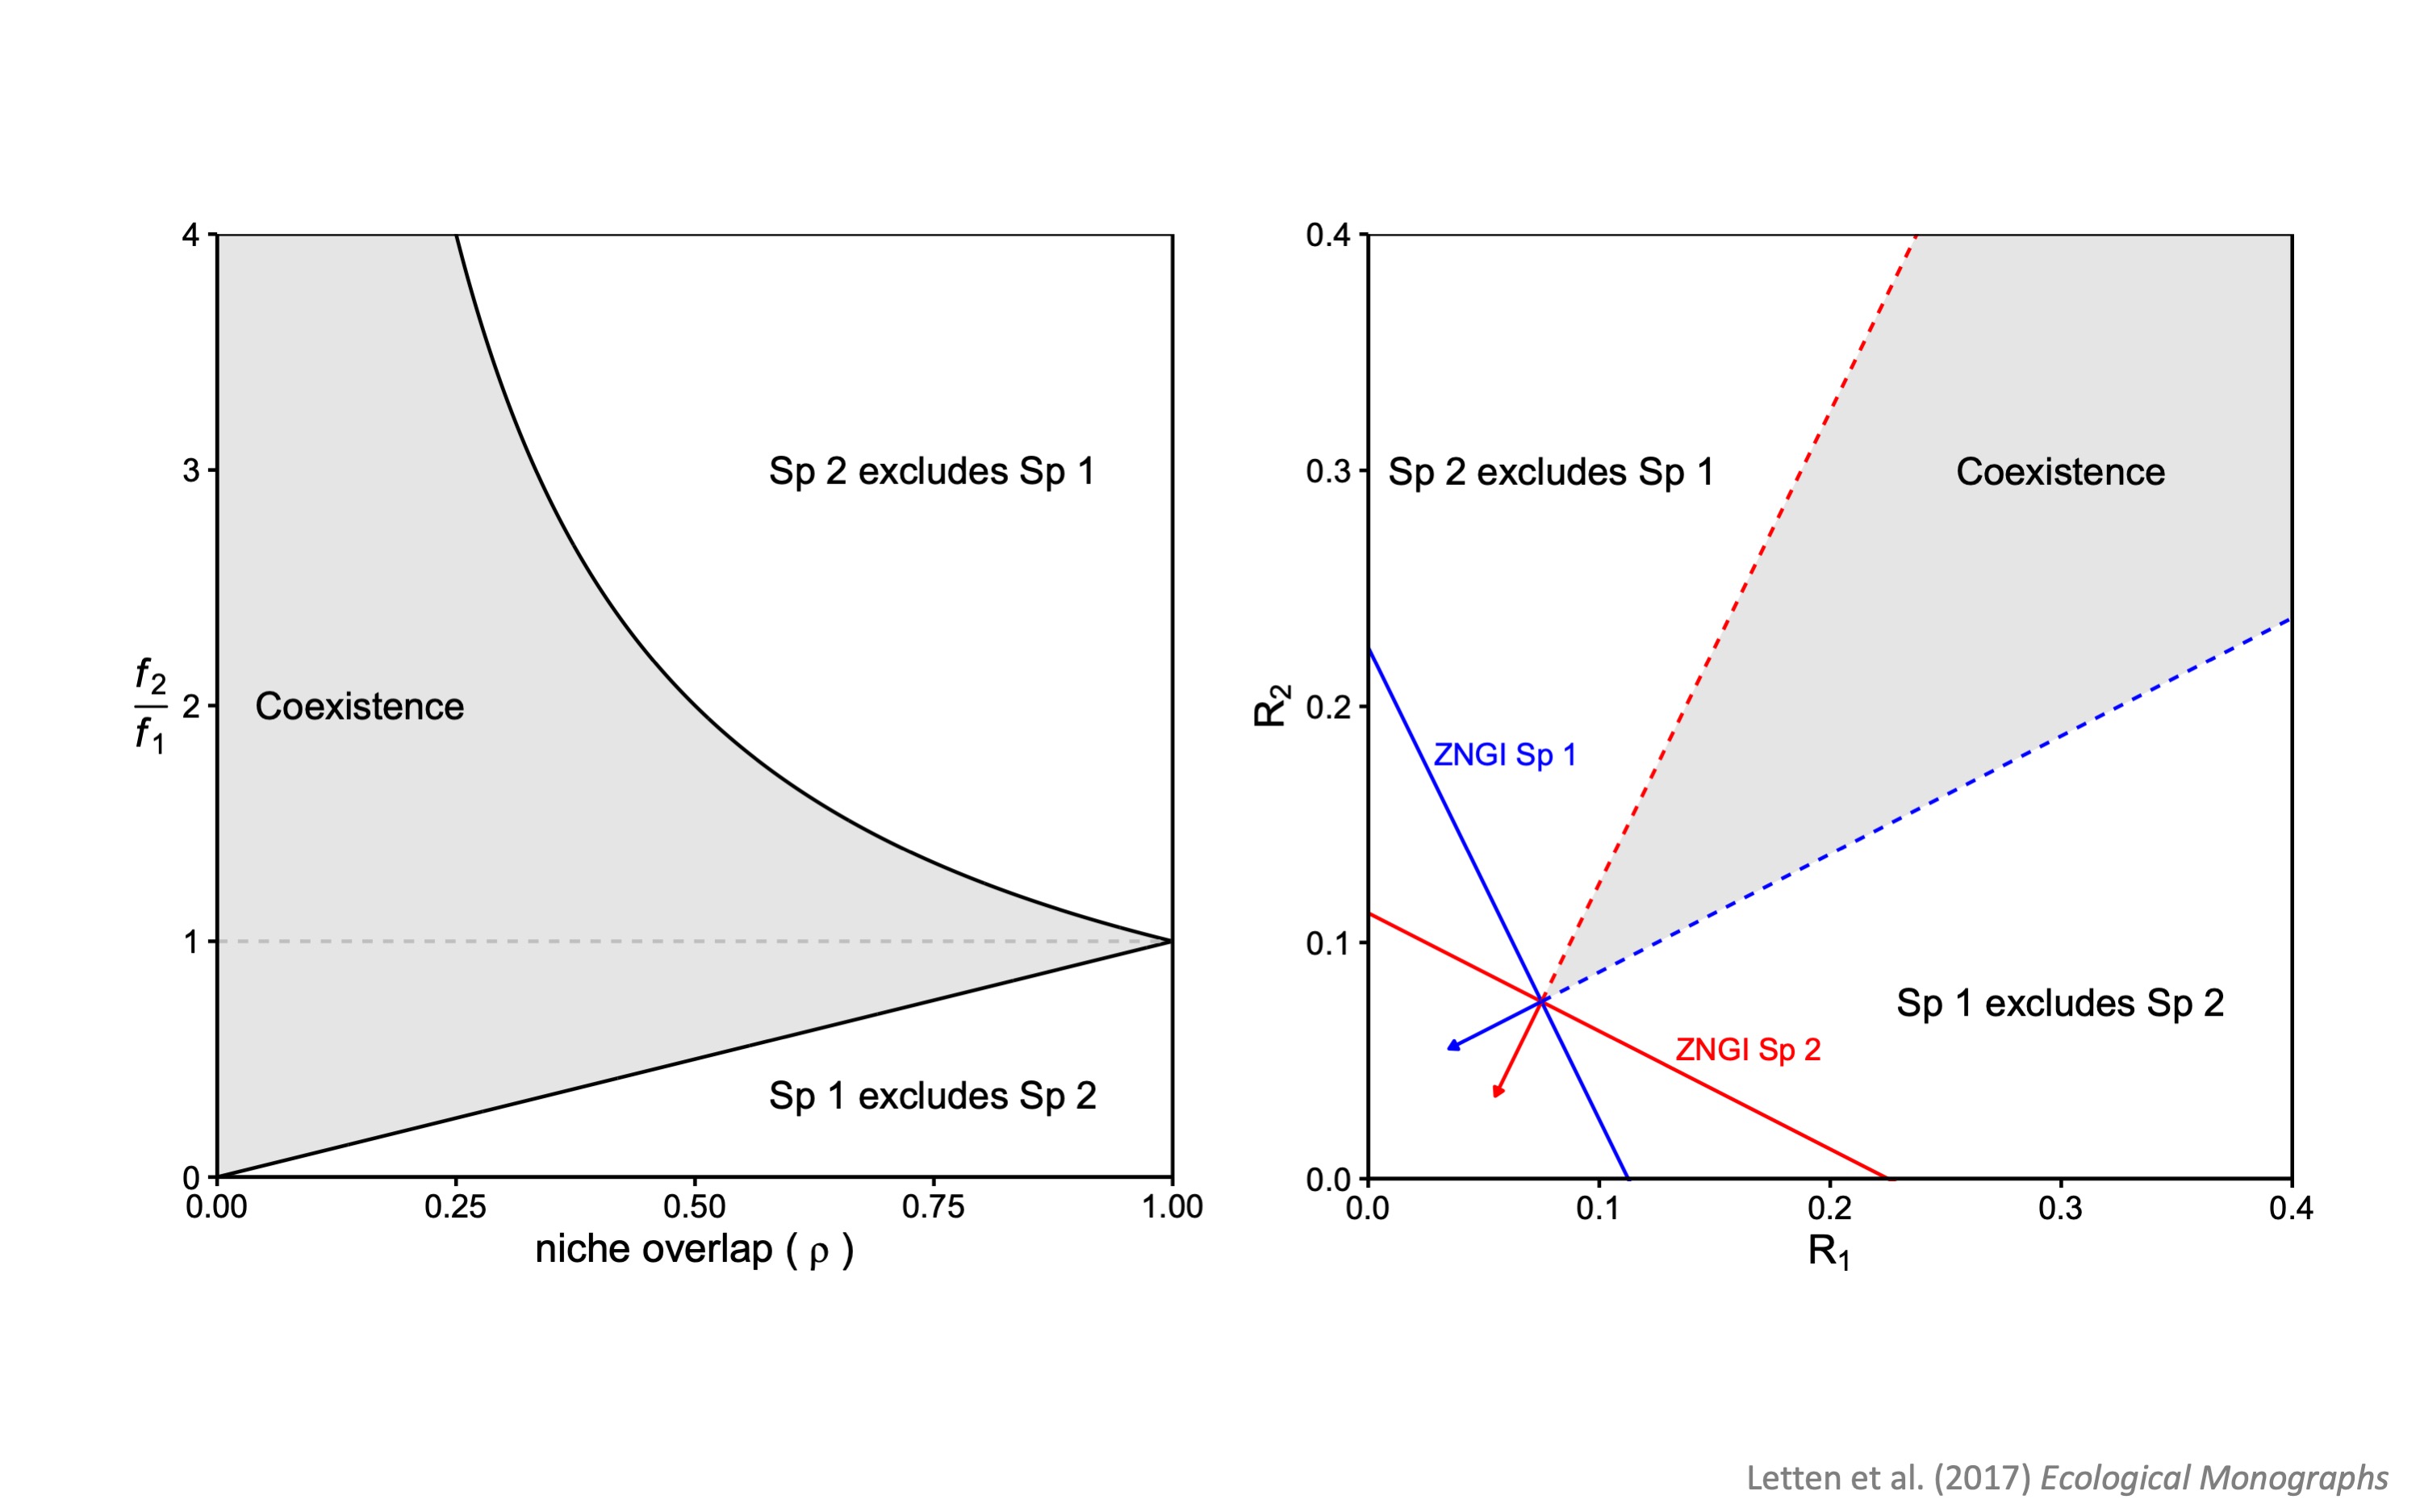 4
3
2
1
0
f2
f1
Coexistence
Sp 2 excludes Sp 1
Sp 1 excludes Sp 2
0.00
0.25
0.50
0.75
1.00
niche overlap ( ρ )
0.4
0.3
0.2
0.1
0.0
R2
Sp 2 excludes Sp 1
Coexistence
ZNGI Sp 1
Sp 1 excludes Sp 2
ZNGI Sp 2
0.0
0.1
0.2
0.3
0.4
R1
Letten et al. (2017) Ecological Monographs